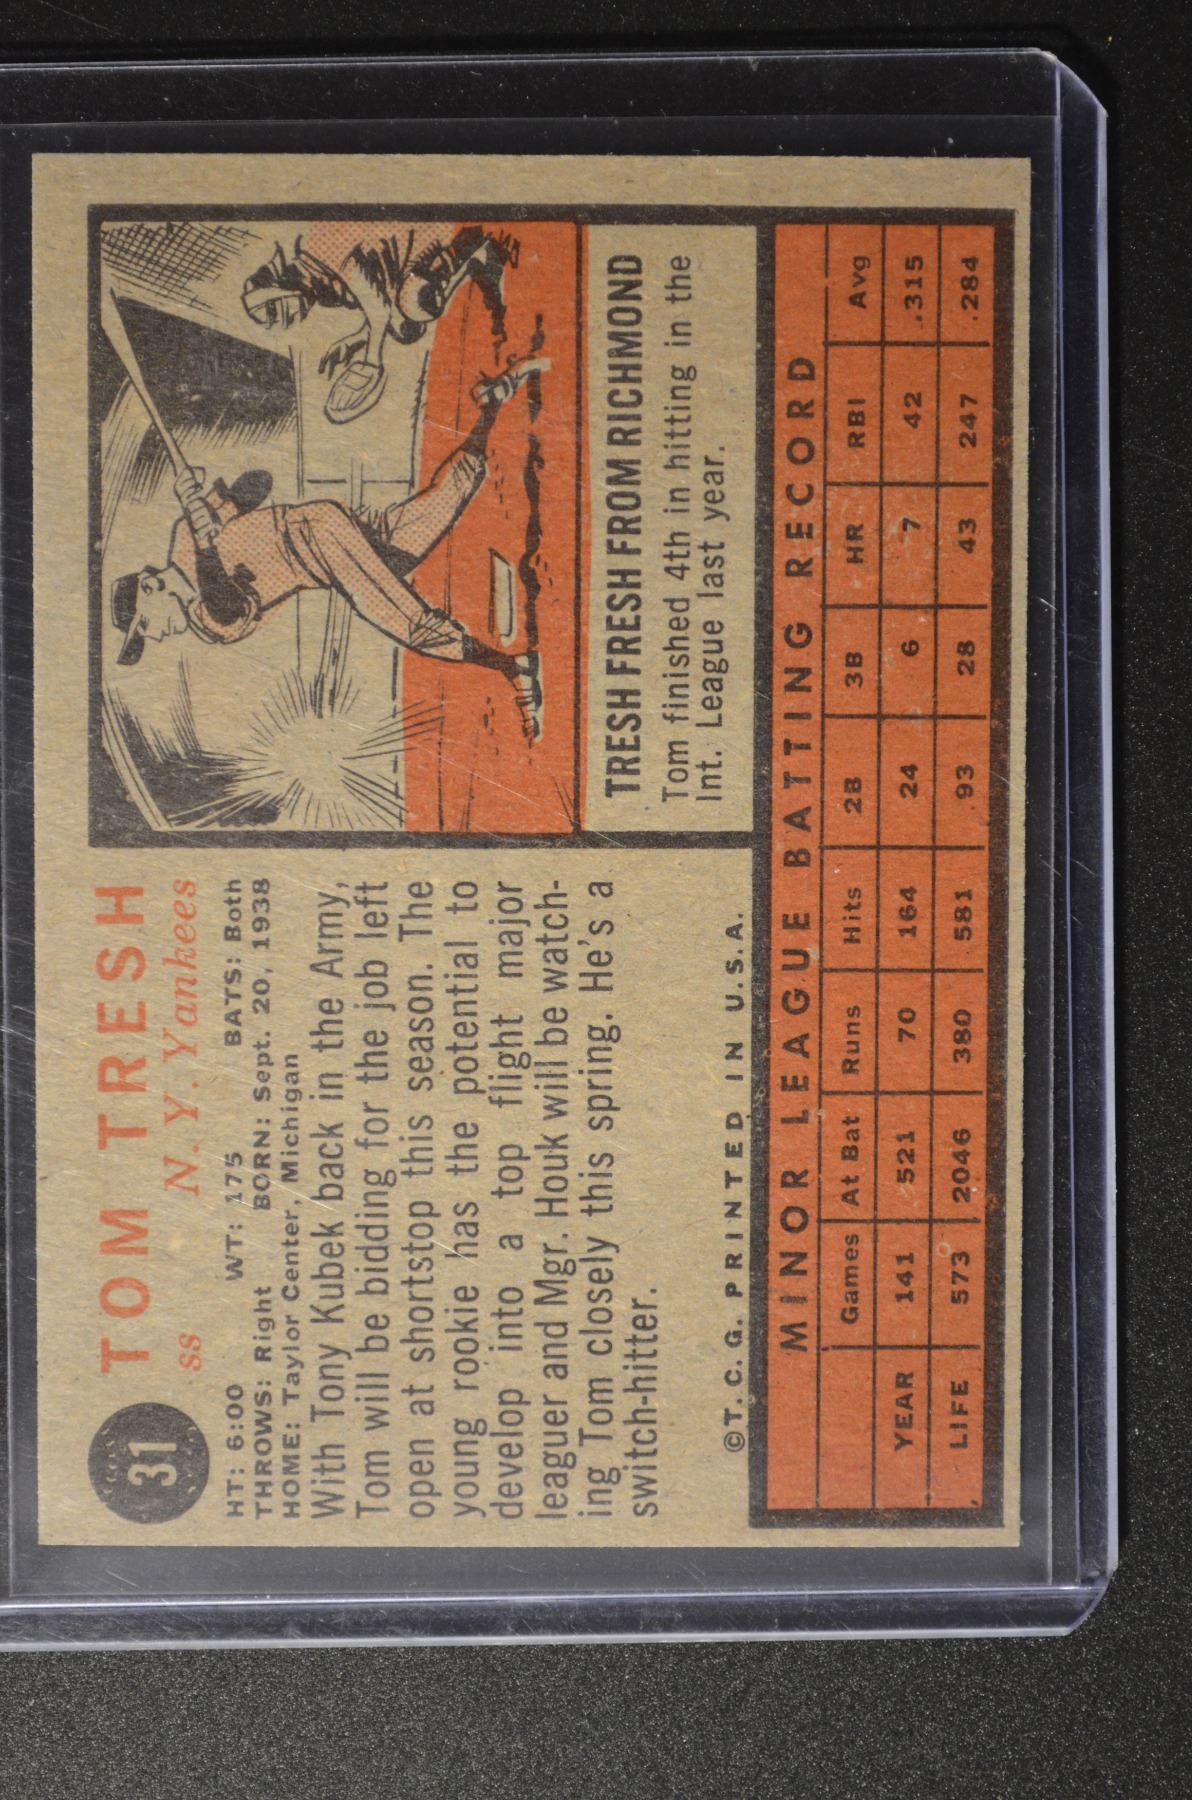 31
TOM TRESH
ss N. Y. Yankees
HT: 6:00 WT: 175 BATS: Both
THROWS: Right BORN: Sept. 20, 1938
HOME: Taylor Center, Michigan
With Tony Kubek back in the Army,
Tom will be bidding for the job left
open at shortstop this season. The
young rookie has the potential to
develop into a top flight major
leaguer and Mgr. Houk will be watch-
ing Tom closely this spring. He's a
switch-hitter.
©T. C. G. PRINTED IN U.S.A.
TRESH FRESH FROM RICHMOND
Tom finished 4th in hitting in the
Int. League last year.
MINOR LEAGUE BATTING RECORD
Games At Bat Runs Hits 2B 3B HR RBI Avg
YEAR 141 521 70 164 24 6 7 42 .315
LIFE 573 2046 380 581 93 28 43 247 .284